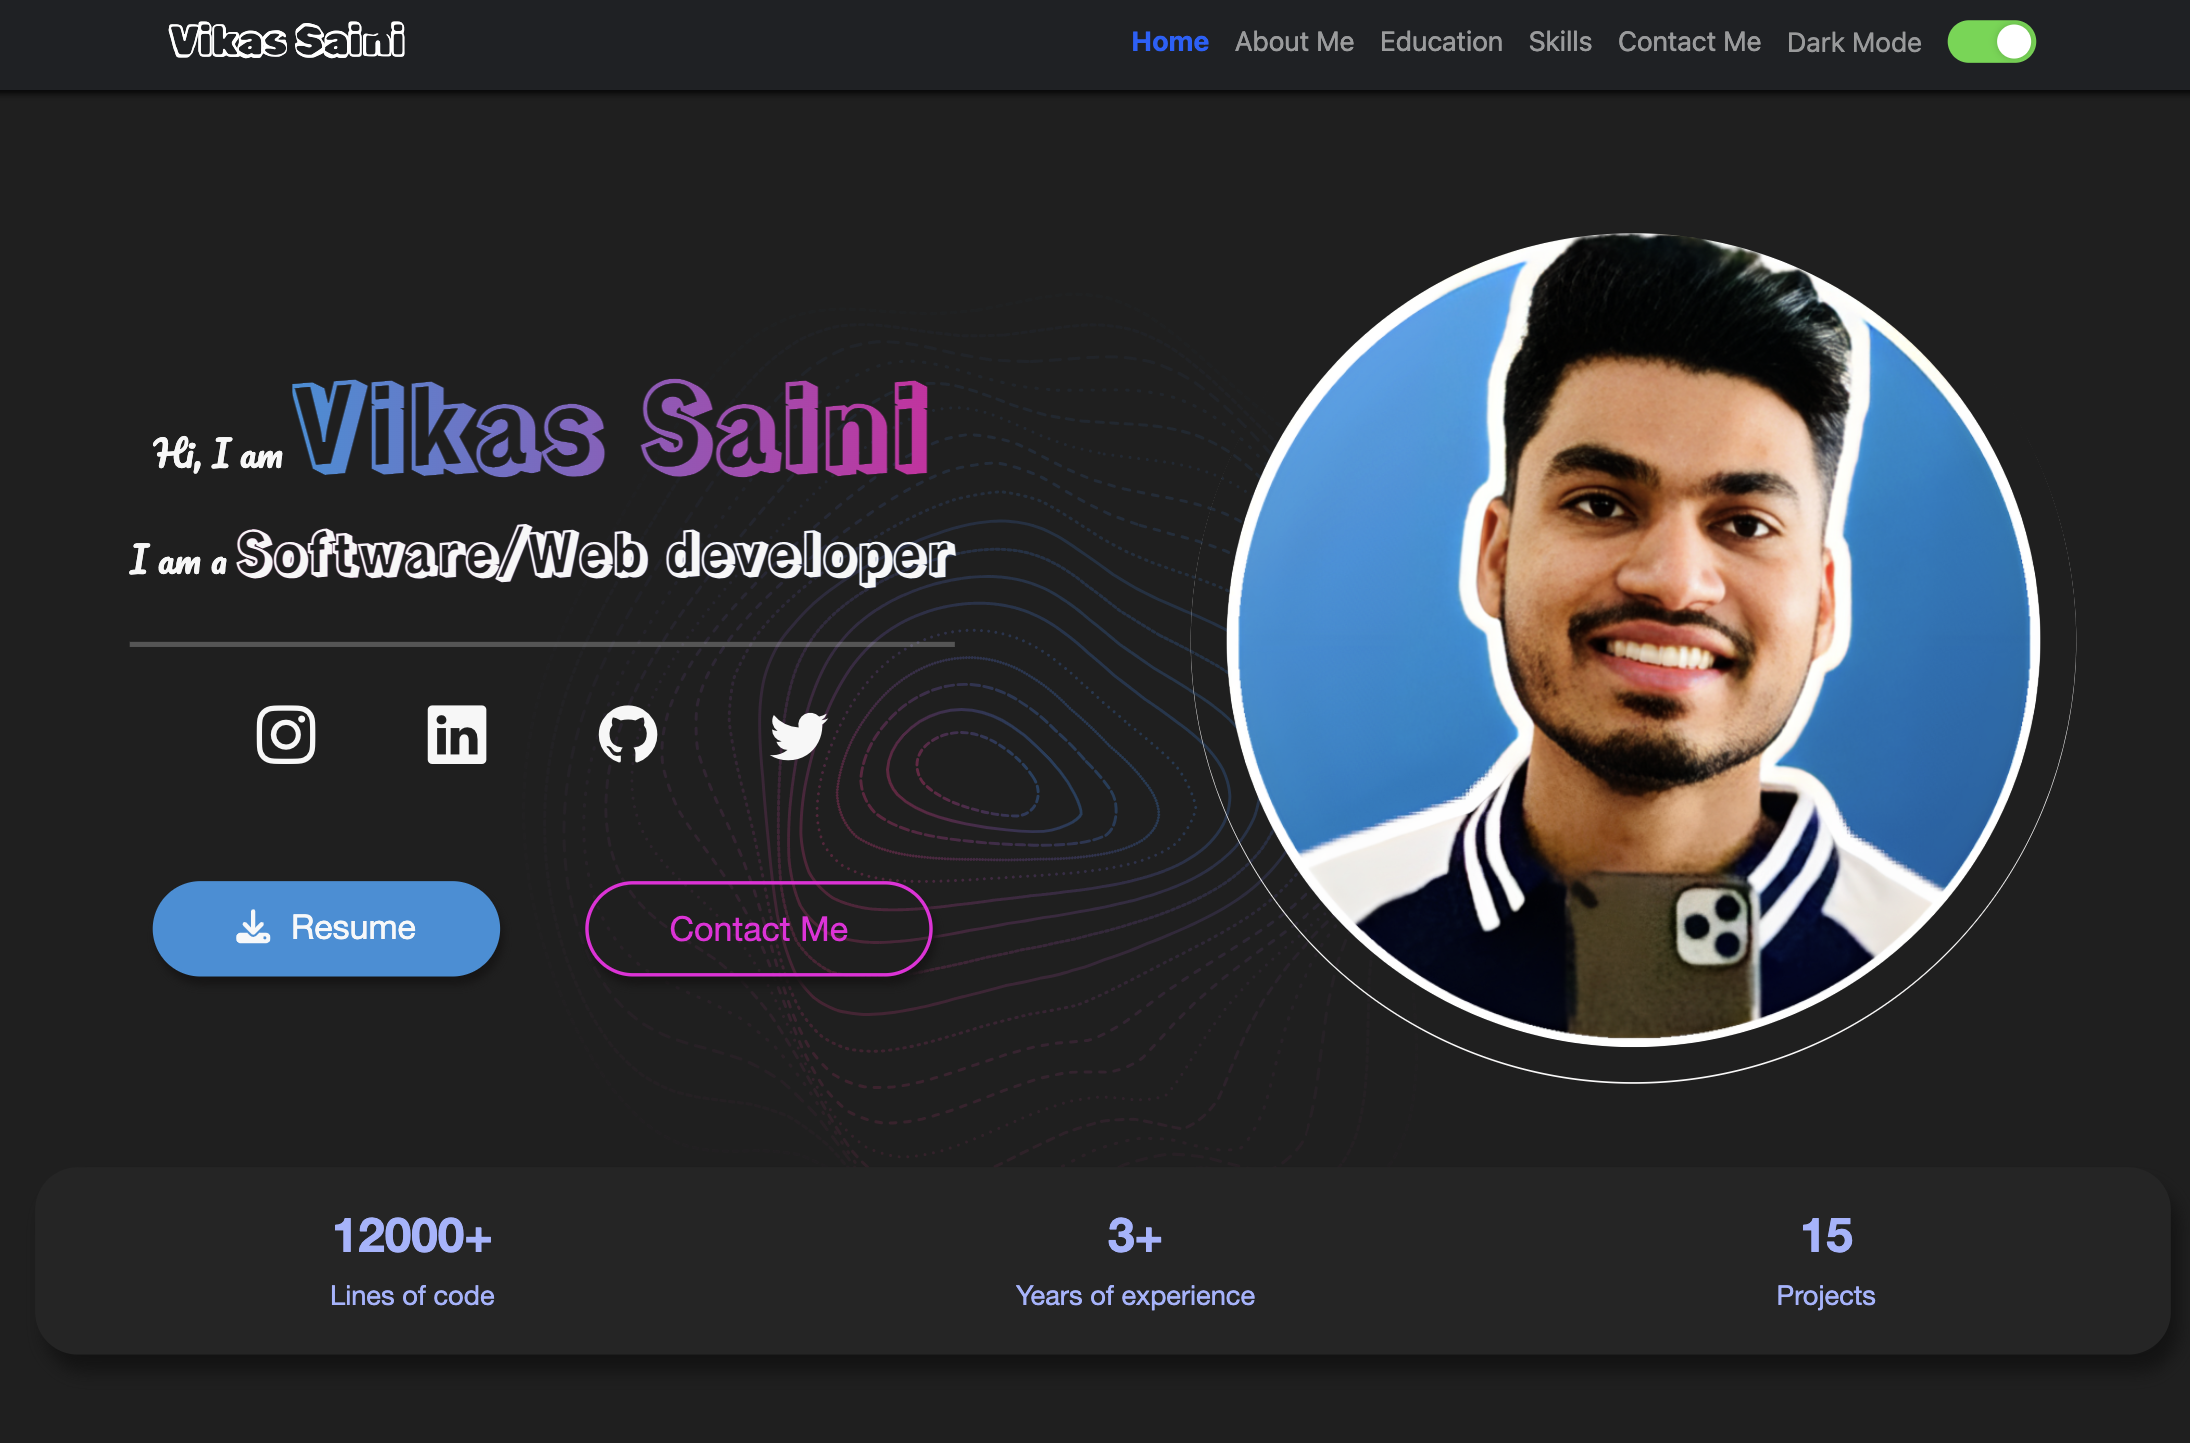 Vikas Saini
Home About Me Education Skills Contact Me Dark Mode
Hi, I am Vikas Saini
I am a Software/Web developer
in
Resume
Contact Me
12000+ 3+ 15
Lines of code Years of experience Projects